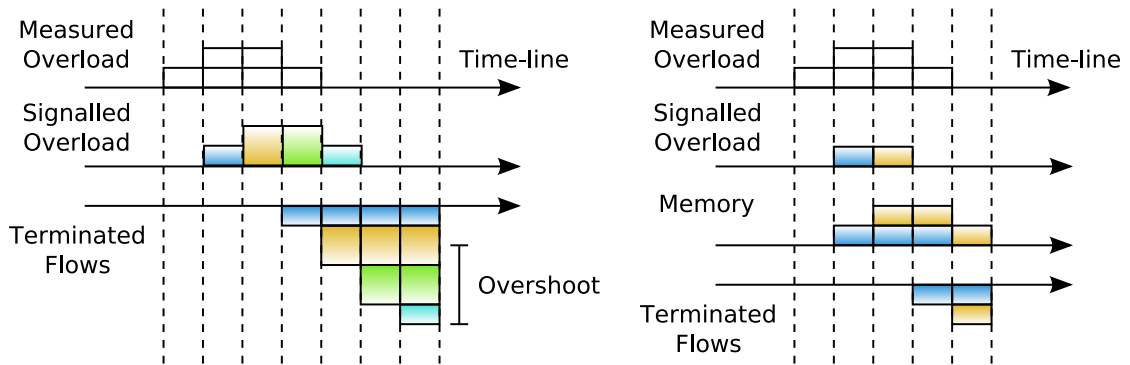 Measured
Overload
Time-line
Signalled
Overload
Terminated
Flows
Overshoot
Measured
Overload
Time-line
Signalled
Overload
Memory
Terminated
Flows